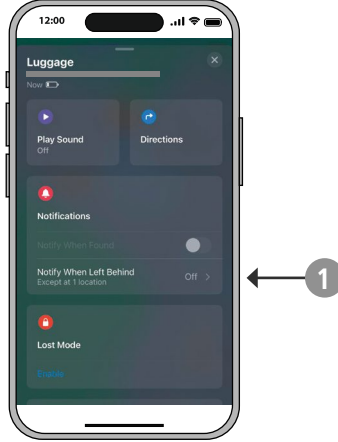 12:00
Luggage
Now
Play Sound
Off
Directions
Notifications
Notify When Found
Notify When Left Behind
Except at 1 location
Off
1
Lost Mode
Enable